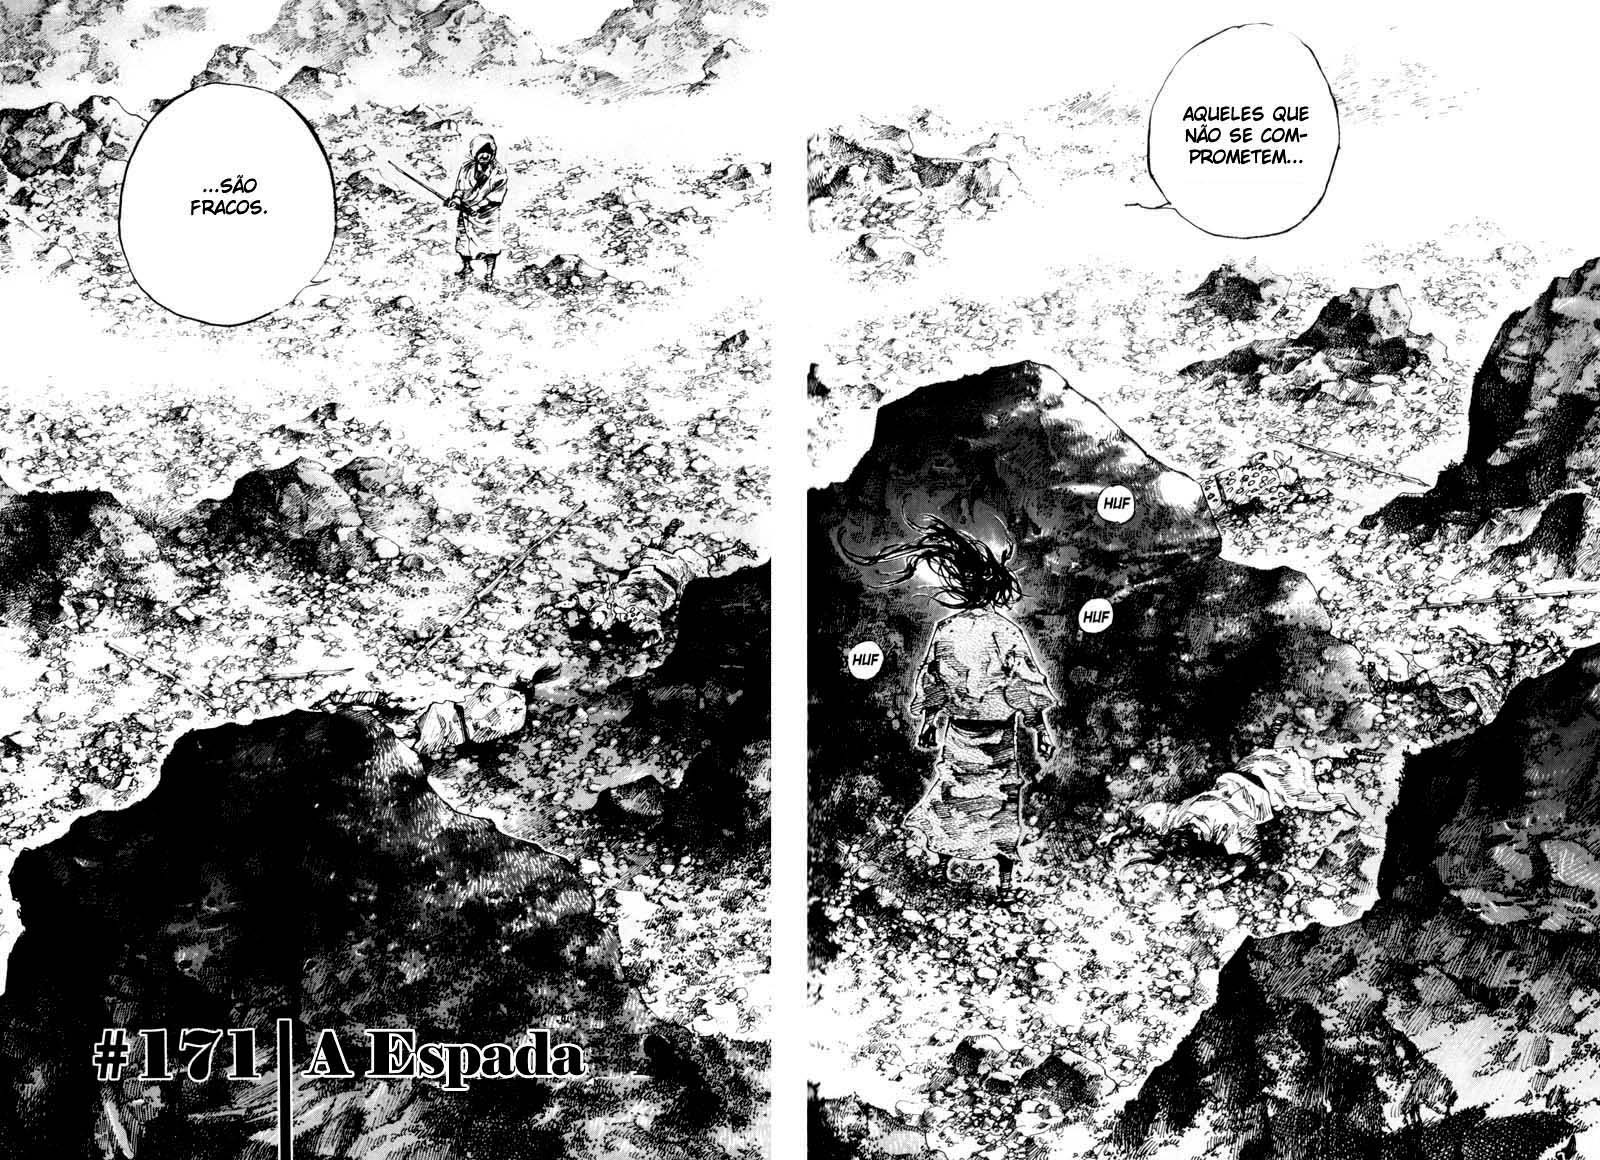 AQUELES QUE
NÃO SE COM-
PROMETEM...
HUF
HUF
HUF
...SÃO
FRACOS.
#171 A Espada